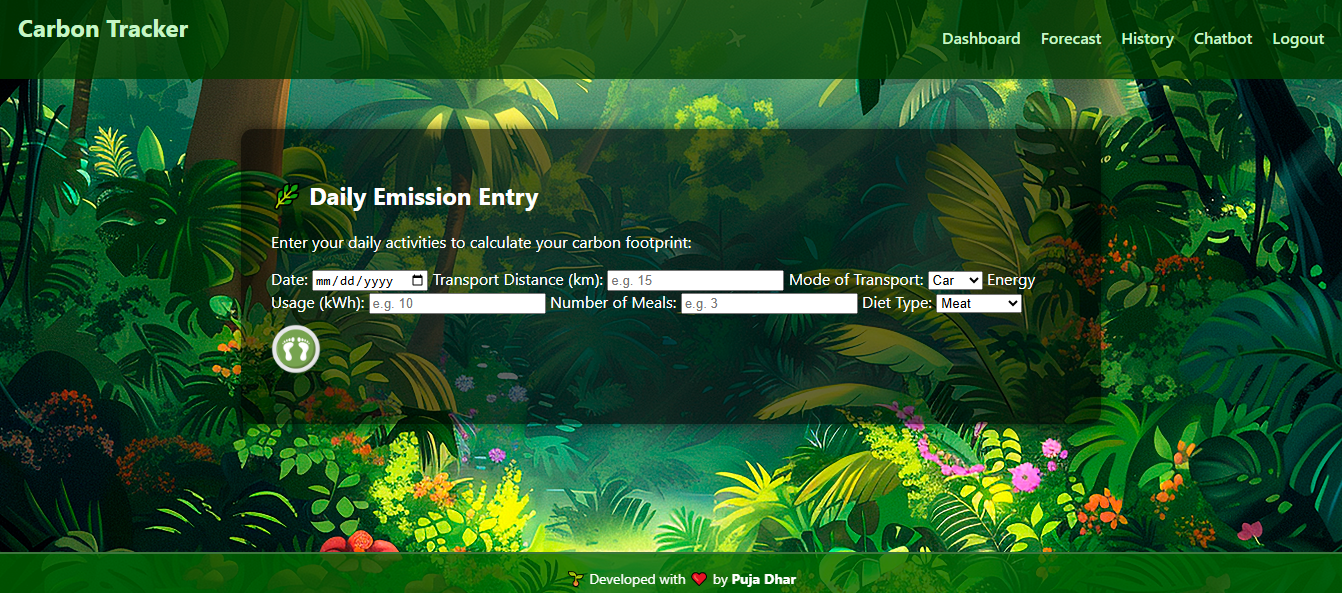 Carbon Tracker
Dashboard Forecast History Chatbot Logout
Daily Emission Entry
Enter your daily activities to calculate your carbon footprint:
Date: mm/dd/yyyy Transport Distance (km): e.g. 15 Mode of Transport: Car Energy
Usage (kWh): e.g. 10 Number of Meals: e.g. 3 Diet Type: Meat
Developed with ❤️ by Puja Dhar